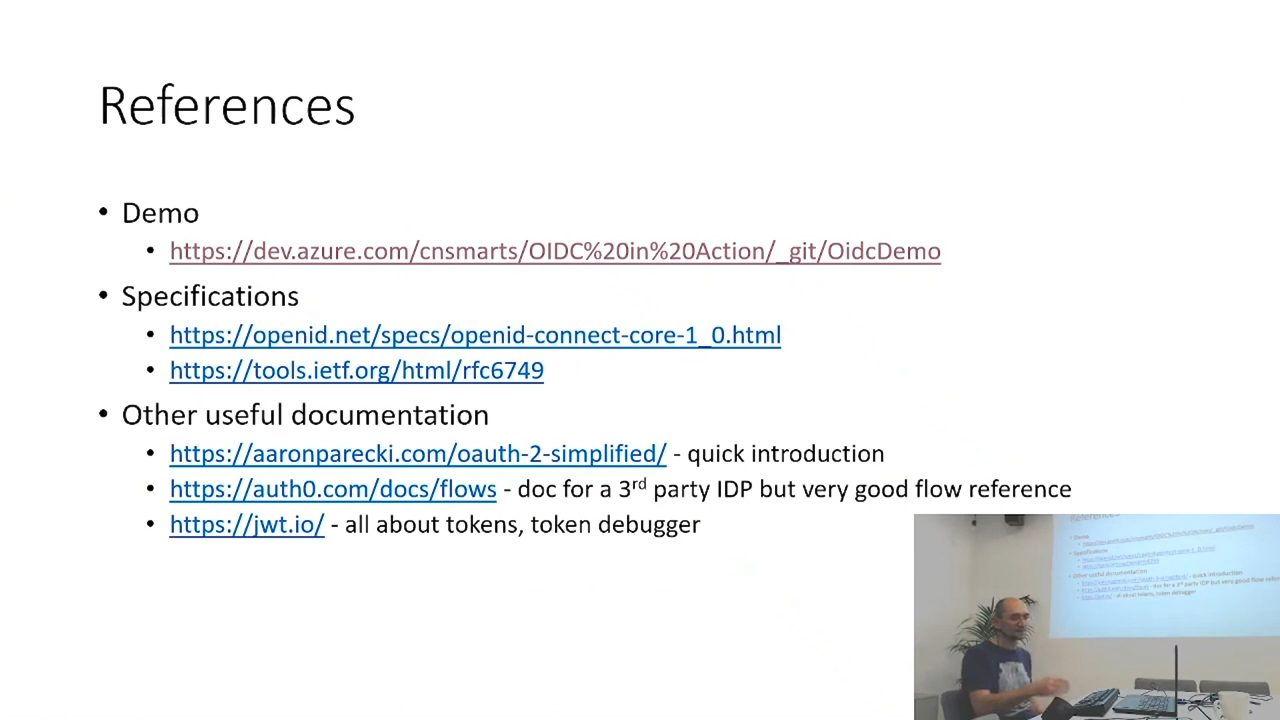 References
• Demo
• https://dev.azure.com/cnsmarts/OIDC%20in%20Action/_git/OidcDemo
• Specifications
• https://openid.net/specs/openid-connect-core-1_0.html
• https://tools.ietf.org/html/rfc6749
• Other useful documentation
• https://aaronparecki.com/oauth-2-simplified/ - quick introduction
• https://auth0.com/docs/flows - doc for a 3rd party IDP but very good flow reference
• https://jwt.io/ - all about tokens, token debugger